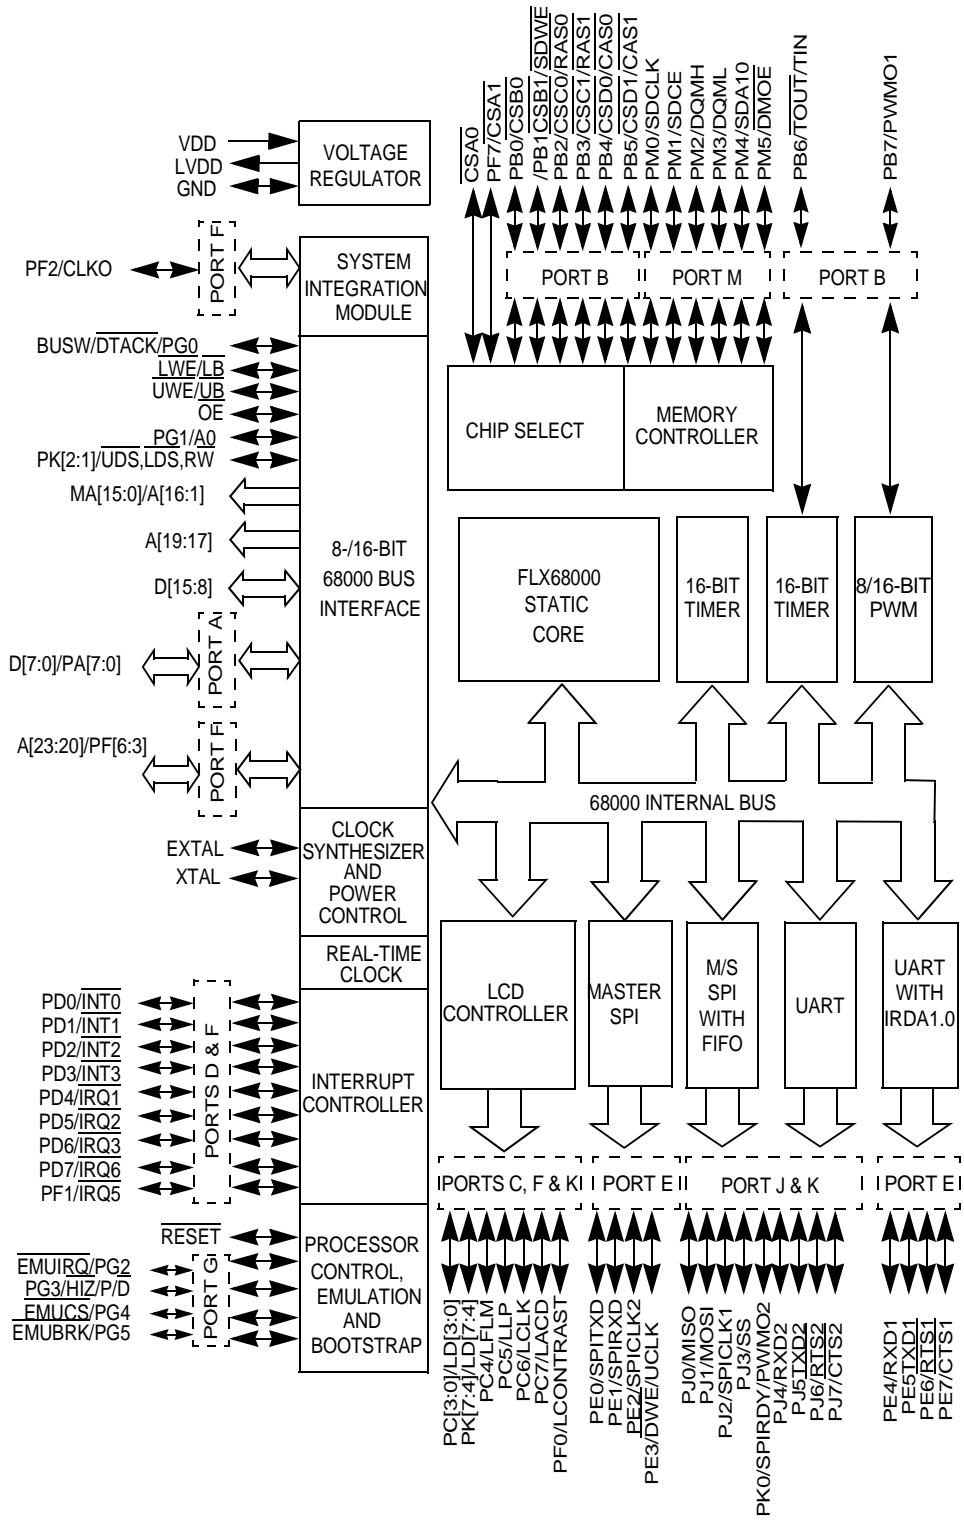 CSA0
PF7/CSA1
PB0/CSB0
/PB1CSB1/SDWE
PB2/CSC0/RAS0
PB3/CSC1/RAS1
PB4/CSD0/CAS0
PB5/CSD1/CAS1
PM0/SDCLK
PM1/SDCE
PM2/DQMH
PM3/DQML
PM4/SDA10
PM5/DMOE
PB6/TOUT/TIN
PB7/PWMO1
VDD
LVDD
GND
VOLTAGE
REGULATOR
PF2/CLKO
PORT F
SYSTEM
INTEGRATION
MODULE
PORT B
PORT M
PORT B
BUSW/DTACK/PG0
LWE/LB
UWE/UB
OE
PG1/A0
PK[2:1]/UDS,LDS,RW
MA[15:0]/A[16:1]
A[19:17]
D[15:8]
D[7:0]/PA[7:0]
PORT A
A[23:20]/PF[6:3]
PORT F
8-/16-BIT
68000 BUS
INTERFACE
CHIP SELECT
MEMORY
CONTROLLER
FLX68000
STATIC
CORE
16-BIT
TIMER
16-BIT
TIMER
8/16-BIT
PWM
68000 INTERNAL BUS
EXTAL
XTAL
CLOCK
SYNTHESIZER
AND
POWER
CONTROL
REAL-TIME
CLOCK
LCD
CONTROLLER
MASTER
SPI
M/S
SPI
WITH
FIFO
UART
UART
WITH
IRDA1.0
PD0/INT0
PD1/INT1
PD2/INT2
PD3/INT3
PD4/IRQ1
PD5/IRQ2
PD6/IRQ3
PD7/IRQ6
PF1/IRQ5
PORTS D & F
INTERRUPT
CONTROLLER
PORTS C, F & K
PORT E
PORT J & K
PORT E
RESET
EMUIRQ/PG2
PG3/HIZ/P/D
EMUCS/PG4
EMUBRK/PG5
PORT G
PROCESSOR
CONTROL,
EMULATION
AND
BOOTSTRAP
PC[3:0]/LD[3:0]
PK[7:4]/LD[7:4]
PC4/LFLM
PC5/LLP
PC6/LCLK
PC7/LACD
PF0/LCONTRAST
PE0/SPITXD
PE1/SPIRXD
PE2/SPICLK2
PE3/DWE/UCLK
PJ0/MISO
PJ1/MOSI
PJ2/SPICLK1
PJ3/SS
PK0/SPIRDY/PWMO2
PJ4/RXD2
PJ5TXD2
PJ6/RTS2
PJ7/CTS2
PE4/RXD1
PE5TXD1
PE6/RTS1
PE7/CTS1